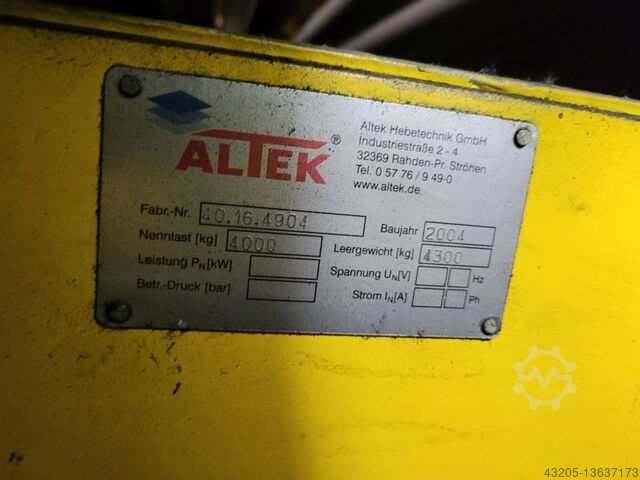 ALTEK®
Altek Hebetechnik GmbH
Industriestraße 2 - 4
32369 Rahden-Pr. Ströhen
Tel. 0 57 76 / 9 49-0
www.altek.de
Fabr.-Nr. 40.16.4904 Baujahr 2004
Nennlast [kg] 4000 Leergewicht [kg] 4300
Leistung PN[kW] Spannung UN[V] Hz
Betr.-Druck [bar] Strom IN[A] Ph
43205-13637173